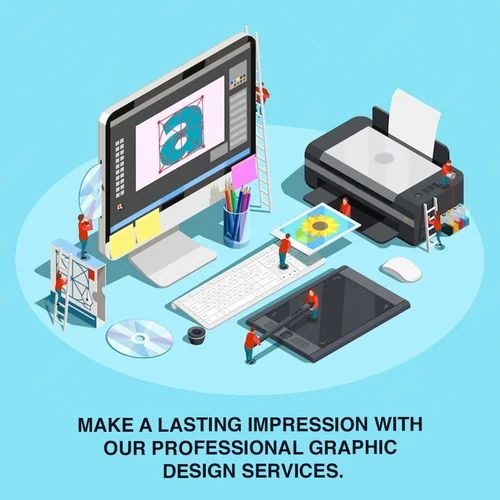 a
MAKE A LASTING IMPRESSION WITH
OUR PROFESSIONAL GRAPHIC
DESIGN SERVICES.